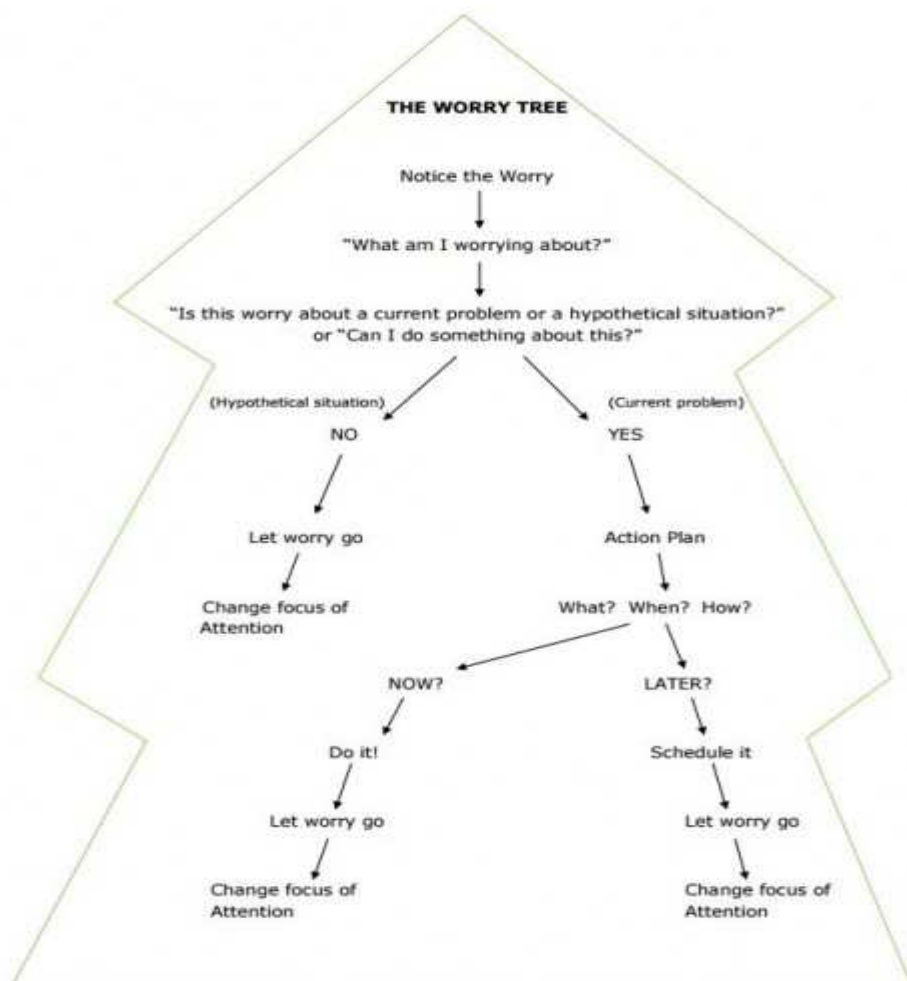 THE WORRY TREE
Notice the Worry
“What am I worrying about?”
“Is this worry about a current problem or a hypothetical situation?”
or “Can I do something about this?”
(Hypothetical situation)
(Current problem)
NO
YES
Let worry go
Action Plan
Change focus of
Attention
What? When? How?
NOW?
LATER?
Do it!
Schedule it
Let worry go
Let worry go
Change focus of
Attention
Change focus of
Attention